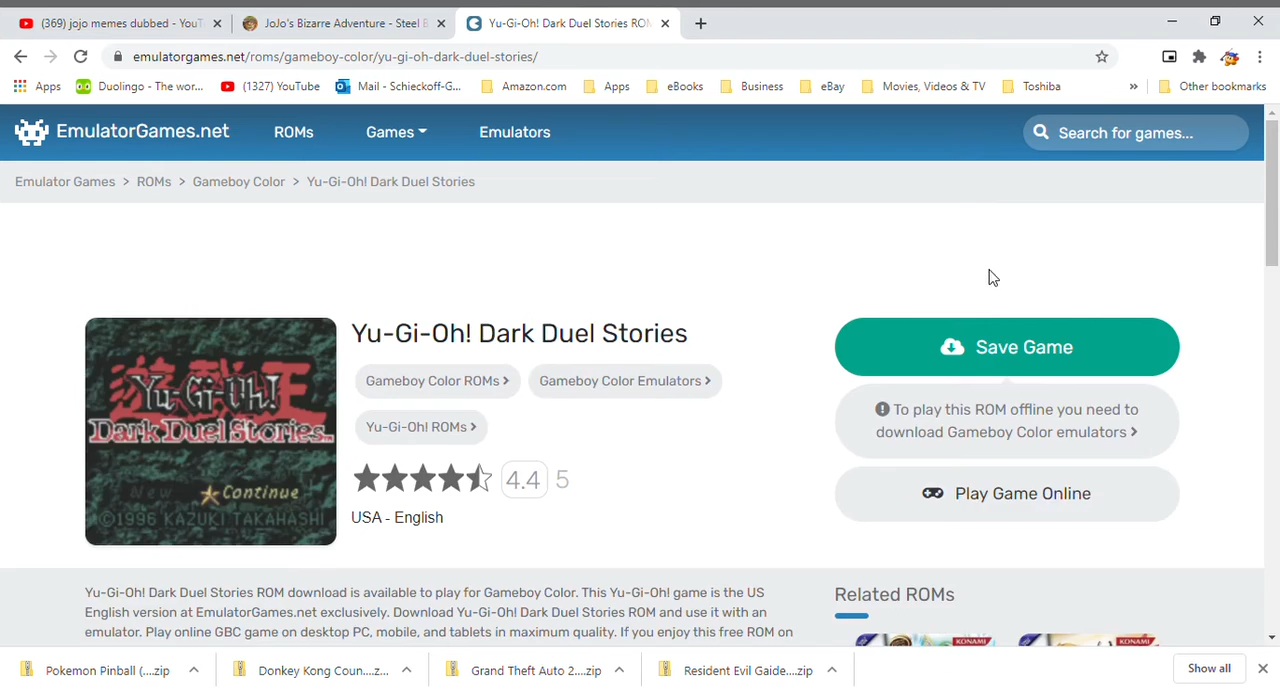 (369) jojo memes dubbed - YouT
JoJo's Bizarre Adventure - Steel B
Yu-Gi-Oh! Dark Duel Stories ROM
emulatorgames.net/roms/gameboy-color/yu-gi-oh-dark-duel-stories/
Apps
Duolingo - The wor...
(1327) YouTube
Mail - Schieckoff-G...
Amazon.com
Apps
eBooks
Business
eBay
Movies, Videos & TV
Toshiba
»
Other bookmarks
EmulatorGames.net
ROMs
Games
Emulators
Search for games...
Emulator Games > ROMs > Gameboy Color > Yu-Gi-Oh! Dark Duel Stories
遊戯王
Yu-Gi-Oh!
Dark Duel Stories
New Continue
©1996 KAZUKI TAKAHASHI
Yu-Gi-Oh! Dark Duel Stories
Gameboy Color ROMs >
Gameboy Color Emulators >
Yu-Gi-Oh! ROMs >
4.4 5
USA - English
Save Game
To play this ROM offline you need to
download Gameboy Color emulators >
Play Game Online
Yu-Gi-Oh! Dark Duel Stories ROM download is available to play for Gameboy Color. This Yu-Gi-Oh! game is the US
English version at EmulatorGames.net exclusively. Download Yu-Gi-Oh! Dark Duel Stories ROM and use it with an
emulator. Play online GBC game on desktop PC, mobile, and tablets in maximum quality. If you enjoy this free ROM on
Related ROMs
KONAMI
KONAMI
Pokemon Pinball (....zip
Donkey Kong Coun....z...
Grand Theft Auto 2....zip
Resident Evil Gaide....zip
Show all